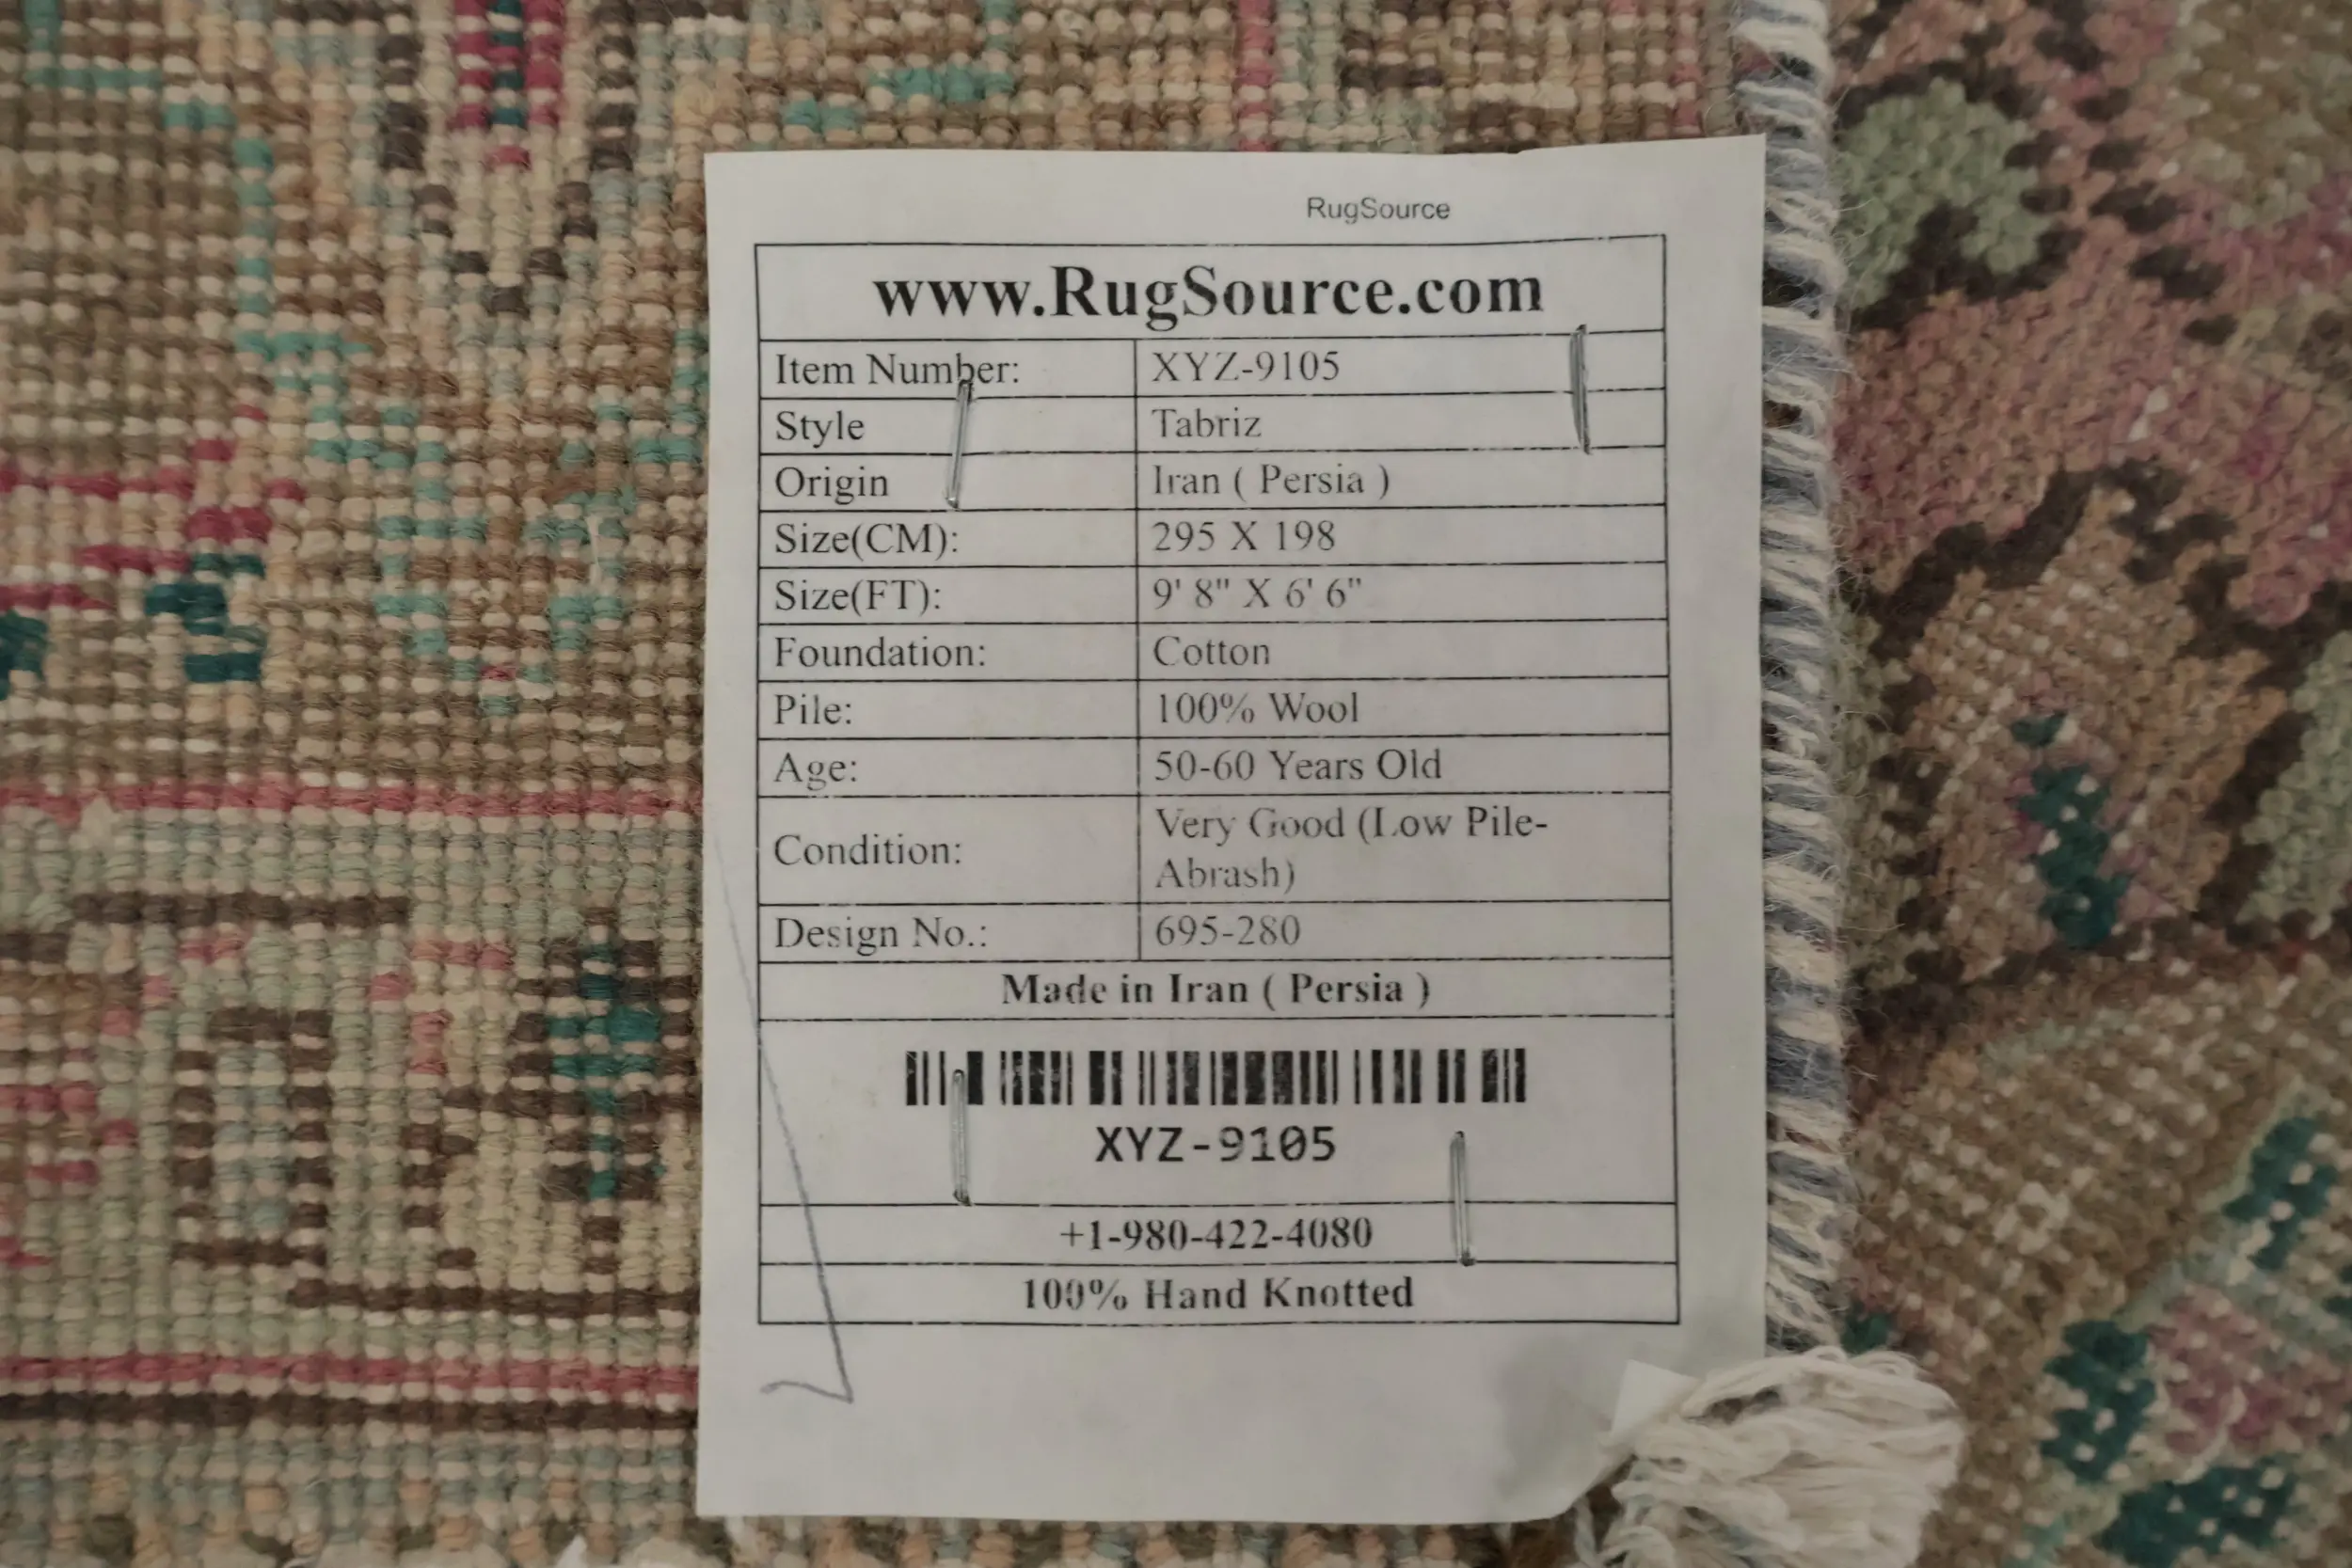 RugSource
www.RugSource.com
Item Number: XYZ-9105
Style Tabriz
Origin Iran ( Persia )
Size(CM): 295 X 198
Size(FT): 9' 8" X 6' 6"
Foundation: Cotton
Pile: 100% Wool
Age: 50-60 Years Old
Condition: Very Good (Low Pile-
Abrash)
Design No.: 695-280
Made in Iran ( Persia )
XYZ-9105
+1-980-422-4080
100% Hand Knotted